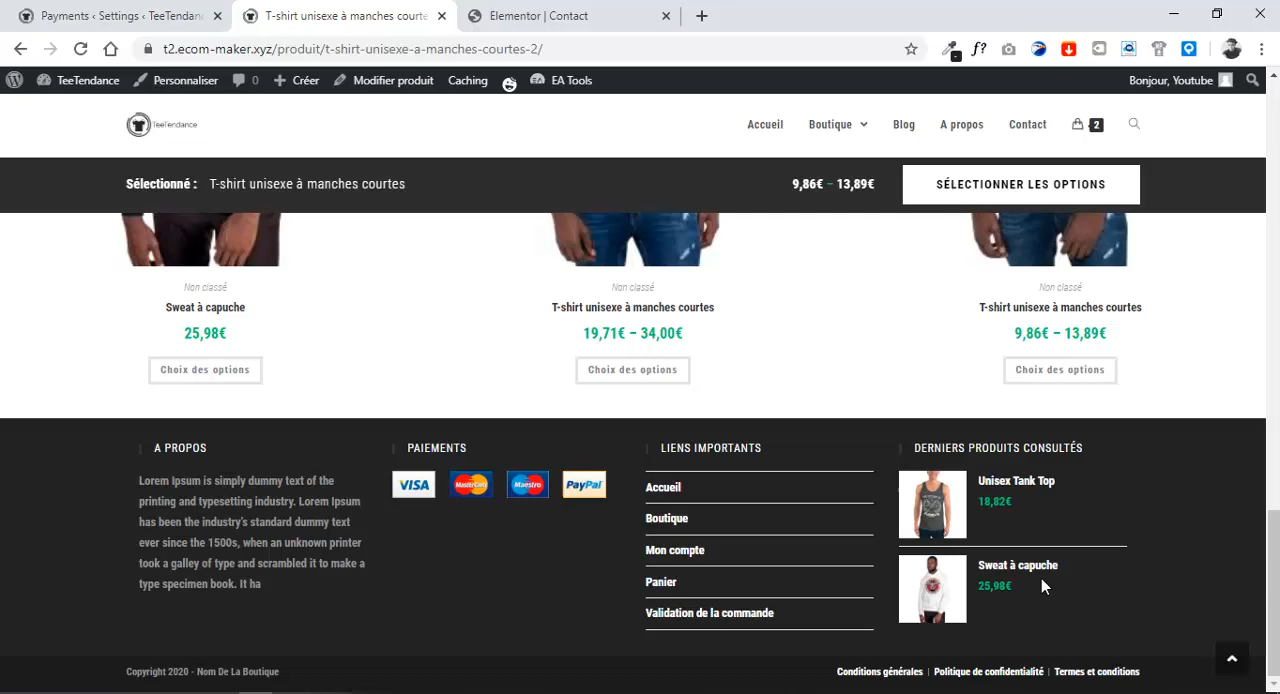 Payments ‹ Settings ‹ TeeTendanc
T-shirt unisexe à manches courte
Elementor | Contact
t2.ecom-maker.xyz/produit/t-shirt-unisexe-a-manches-courtes-2/
TeeTendance
Personnaliser
0
Créer
Modifier produit
Caching
EA Tools
Bonjour, Youtube
TeeTendance
Accueil
Boutique
Blog
A propos
Contact
2
Sélectionné : T-shirt unisexe à manches courtes
9,86€ – 13,89€
SÉLECTIONNER LES OPTIONS
Non classé
Sweat à capuche
25,98€
Choix des options
Non classé
T-shirt unisexe à manches courtes
19,71€ – 34,00€
Choix des options
Non classé
T-shirt unisexe à manches courtes
9,86€ – 13,89€
Choix des options
A PROPOS
Lorem Ipsum is simply dummy text of the
printing and typesetting industry. Lorem Ipsum
has been the industry's standard dummy text
ever since the 1500s, when an unknown printer
took a galley of type and scrambled it to make a
type specimen book. It ha
PAIEMENTS
VISA
MasterCard
Maestro
PayPal
LIENS IMPORTANTS
Accueil
Boutique
Mon compte
Panier
Validation de la commande
DERNIERS PRODUITS CONSULTÉS
Unisex Tank Top
18,82€
Sweat à capuche
25,98€
Copyright 2020 - Nom De La Boutique
Conditions générales | Politique de confidentialité | Termes et conditions